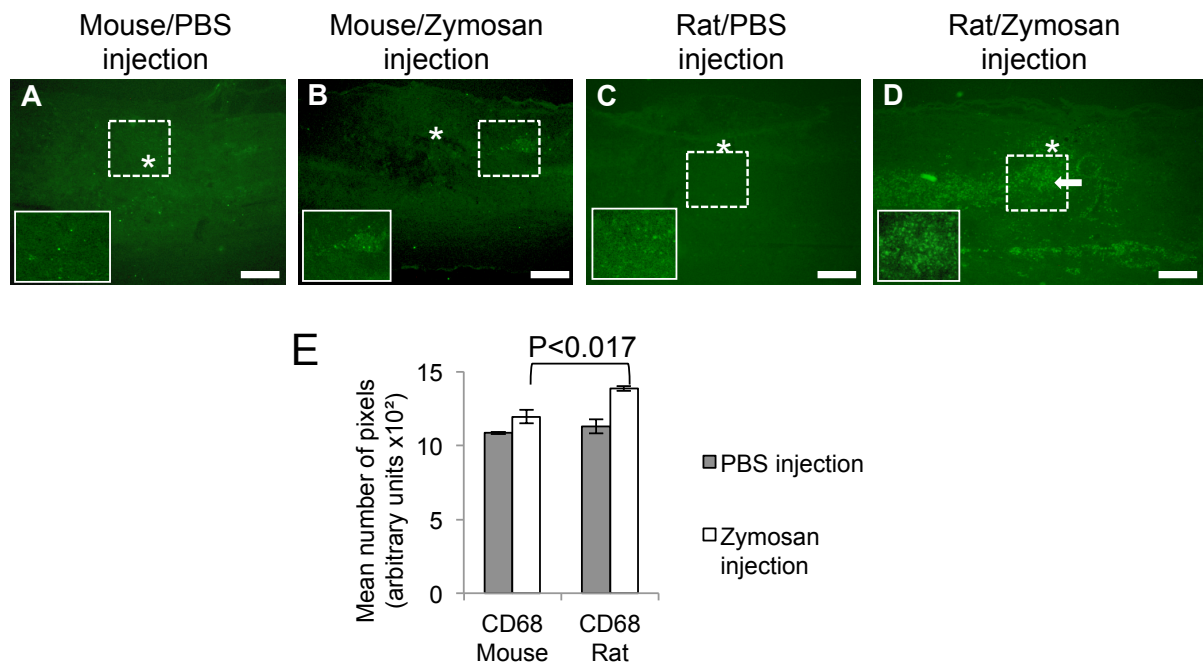 Mouse/PBS
injection
Mouse/Zymosan
injection
Rat/PBS
injection
Rat/Zymosan
injection
A
*
B
*
C
*
D
*
E
P<0.017
Mean number of pixels
(arbitrary units x10²)
15
10
5
0
CD68
Mouse
CD68
Rat
PBS injection
Zymosan
injection